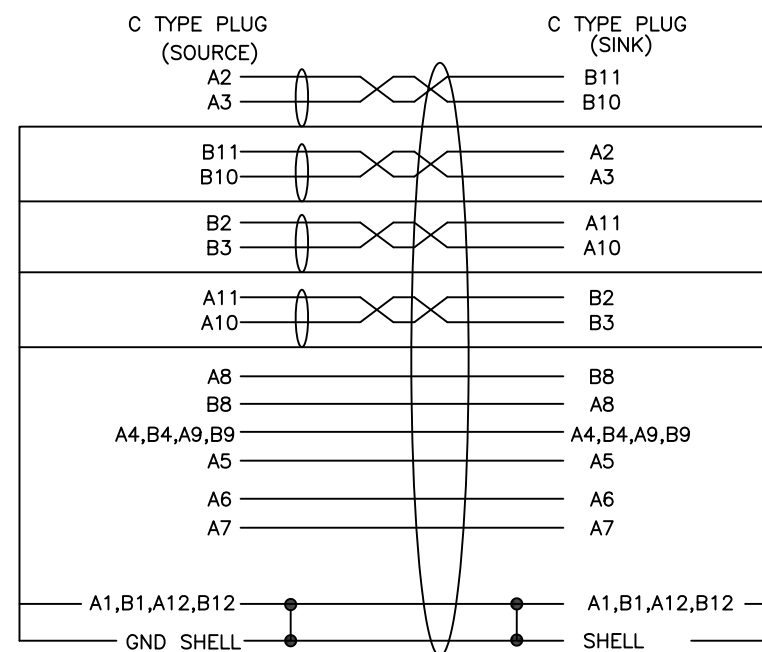 C TYPE PLUG C TYPE PLUG
(SOURCE) (SINK)
A2 B11
A3 B10
B11 A2
B10 A3
B2 A11
B3 A10
A11 B2
A10 B3
A8 B8
B8 A8
A4,B4,A9,B9 A4,B4,A9,B9
A5 A5
A6 A6
A7 A7
A1,B1,A12,B12 A1,B1,A12,B12
GND SHELL SHELL